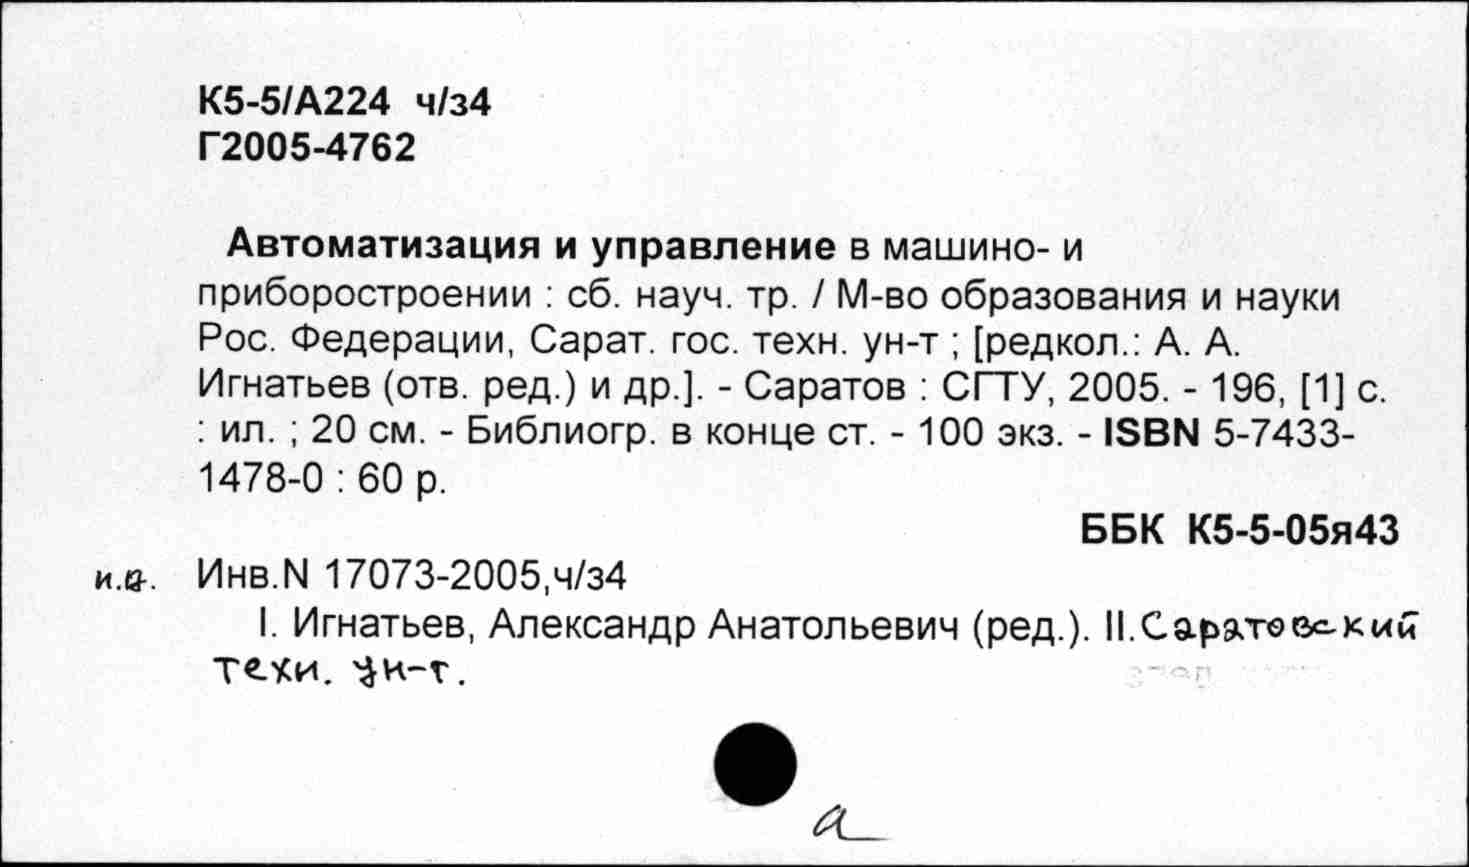 К5-5/А224 ч/з4
Г2005-4762
Автоматизация и управление в машино- и
приборостроении : сб. науч. тр. / М-во образования и науки
Рос. Федерации, Сарат. гос. техн. ун-т ; [редкол.: А. А.
Игнатьев (отв. ред.) и др.]. - Саратов : СГТУ, 2005. - 196, [1] с.
: ил. ; 20 см. - Библиогр. в конце ст. - 100 экз. - ISBN 5-7433-
1478-0 : 60 р.
ББК К5-5-05я43
Инв.N 17073-2005,ч/з4
I. Игнатьев, Александр Анатольевич (ред.). II. Саратовский
техн. ун-т.
а